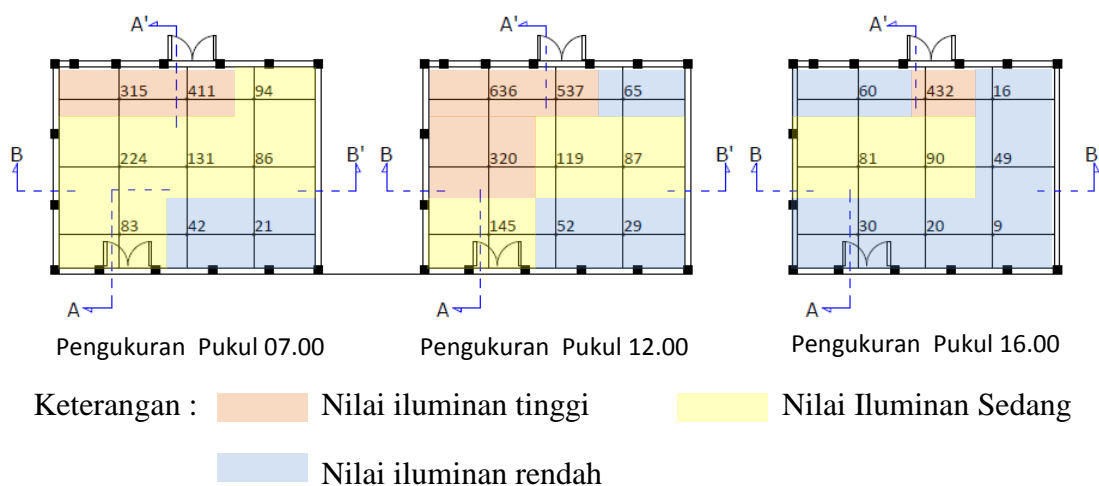 A' A' A'
315 411 94
636 537 65
60 432 16
B 224 131 86 B'
B 320 119 87 B'
B 81 90 49 B
83 42 21
145 52 29
30 20 9
A A A
Pengukuran Pukul 07.00
Pengukuran Pukul 12.00
Pengukuran Pukul 16.00
Keterangan : Nilai iluminan tinggi Nilai Iluminan Sedang
Nilai iluminan rendah